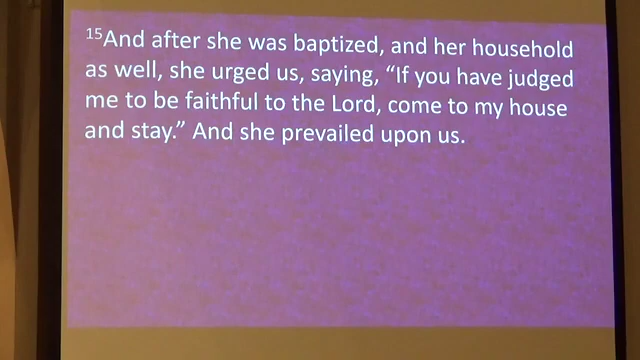 15And after she was baptized, and her household
as well, she urged us, saying, “If you have judged
me to be faithful to the Lord, come to my house
and stay.” And she prevailed upon us.